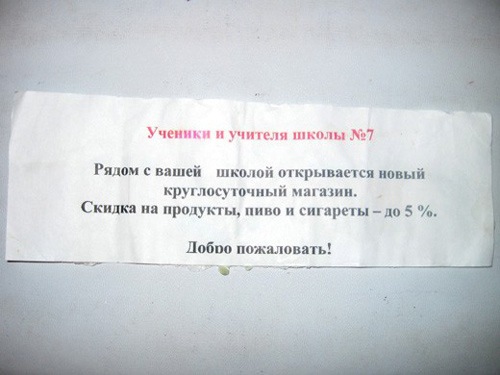 Ученики и учителя школы №7
Рядом с вашей школой открывается новый
круглосуточный магазин.
Скидка на продукты, пиво и сигареты – до 5 %.
Добро пожаловать!